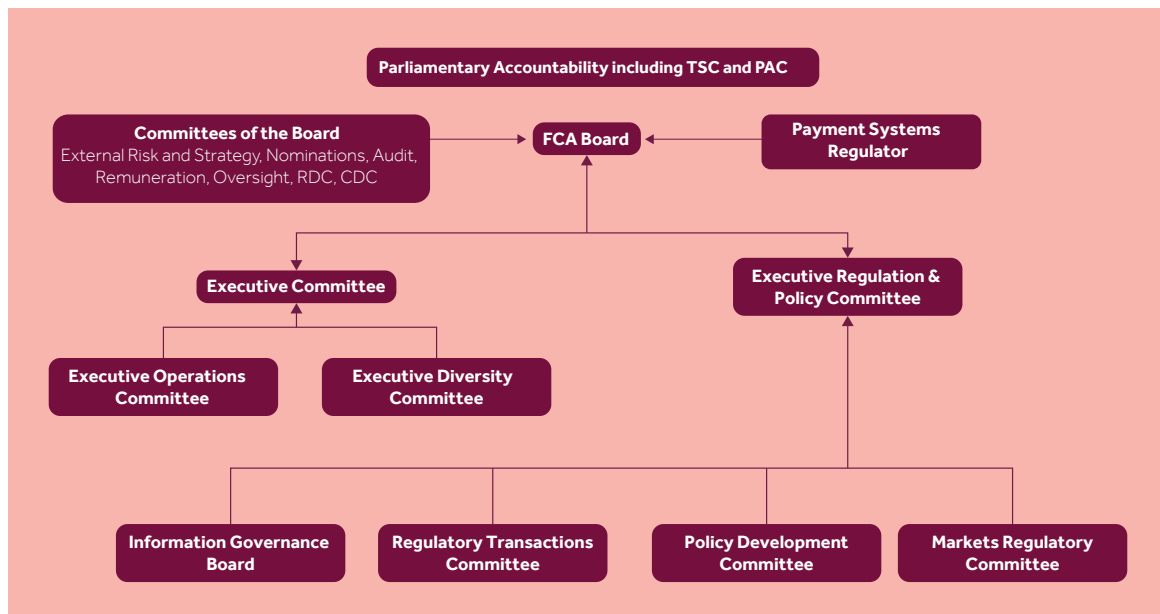 Parliamentary Accountability including TSC and PAC
Committees of the Board
External Risk and Strategy, Nominations, Audit,
Remuneration, Oversight, RDC, CDC
FCA Board
Payment Systems
Regulator
Executive Committee
Executive Regulation &
Policy Committee
Executive Operations
Committee
Executive Diversity
Committee
Information Governance
Board
Regulatory Transactions
Committee
Policy Development
Committee
Markets Regulatory
Committee